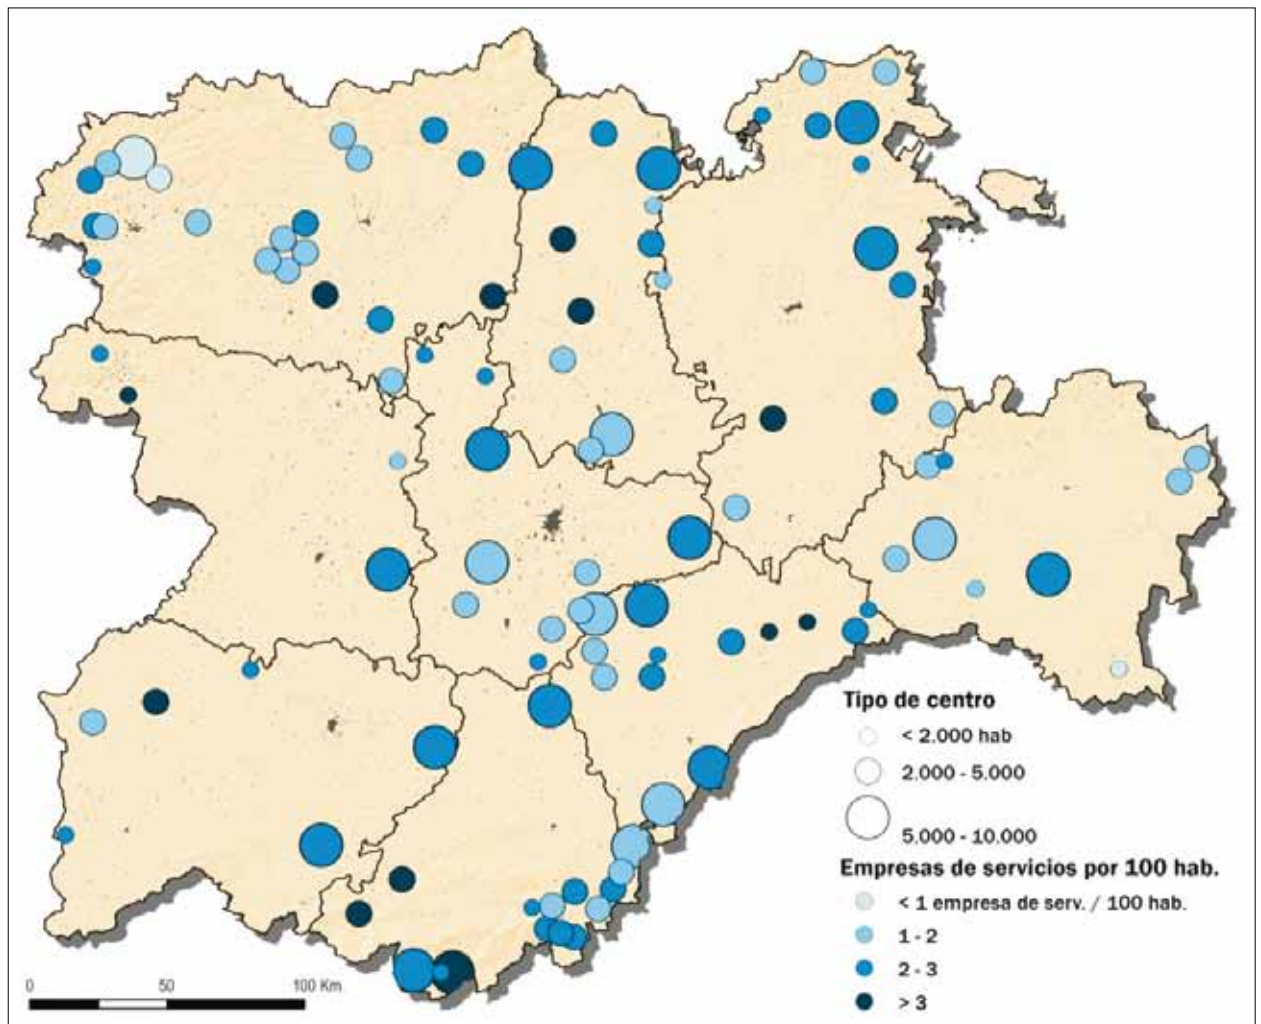 Tipo de centro
< 2.000 hab
2.000 - 5.000
5.000 - 10.000
Empresas de servicios por 100 hab.
< 1 empresa de serv. / 100 hab.
1 - 2
2 - 3
> 3
0 50 100 Km